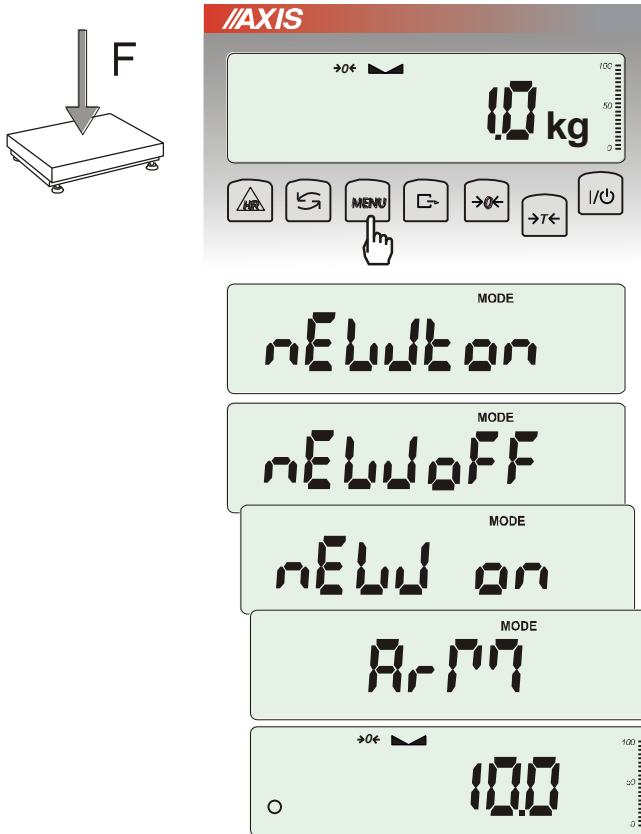 F
//AXIS
→0←
100
50
0
1.0 kg
HR
MENU
→0←
→T←
I/⏻
MODE
nEWton
MODE
nEWoFF
MODE
nEW on
MODE
ArM
→0←
100
50
0
10.0